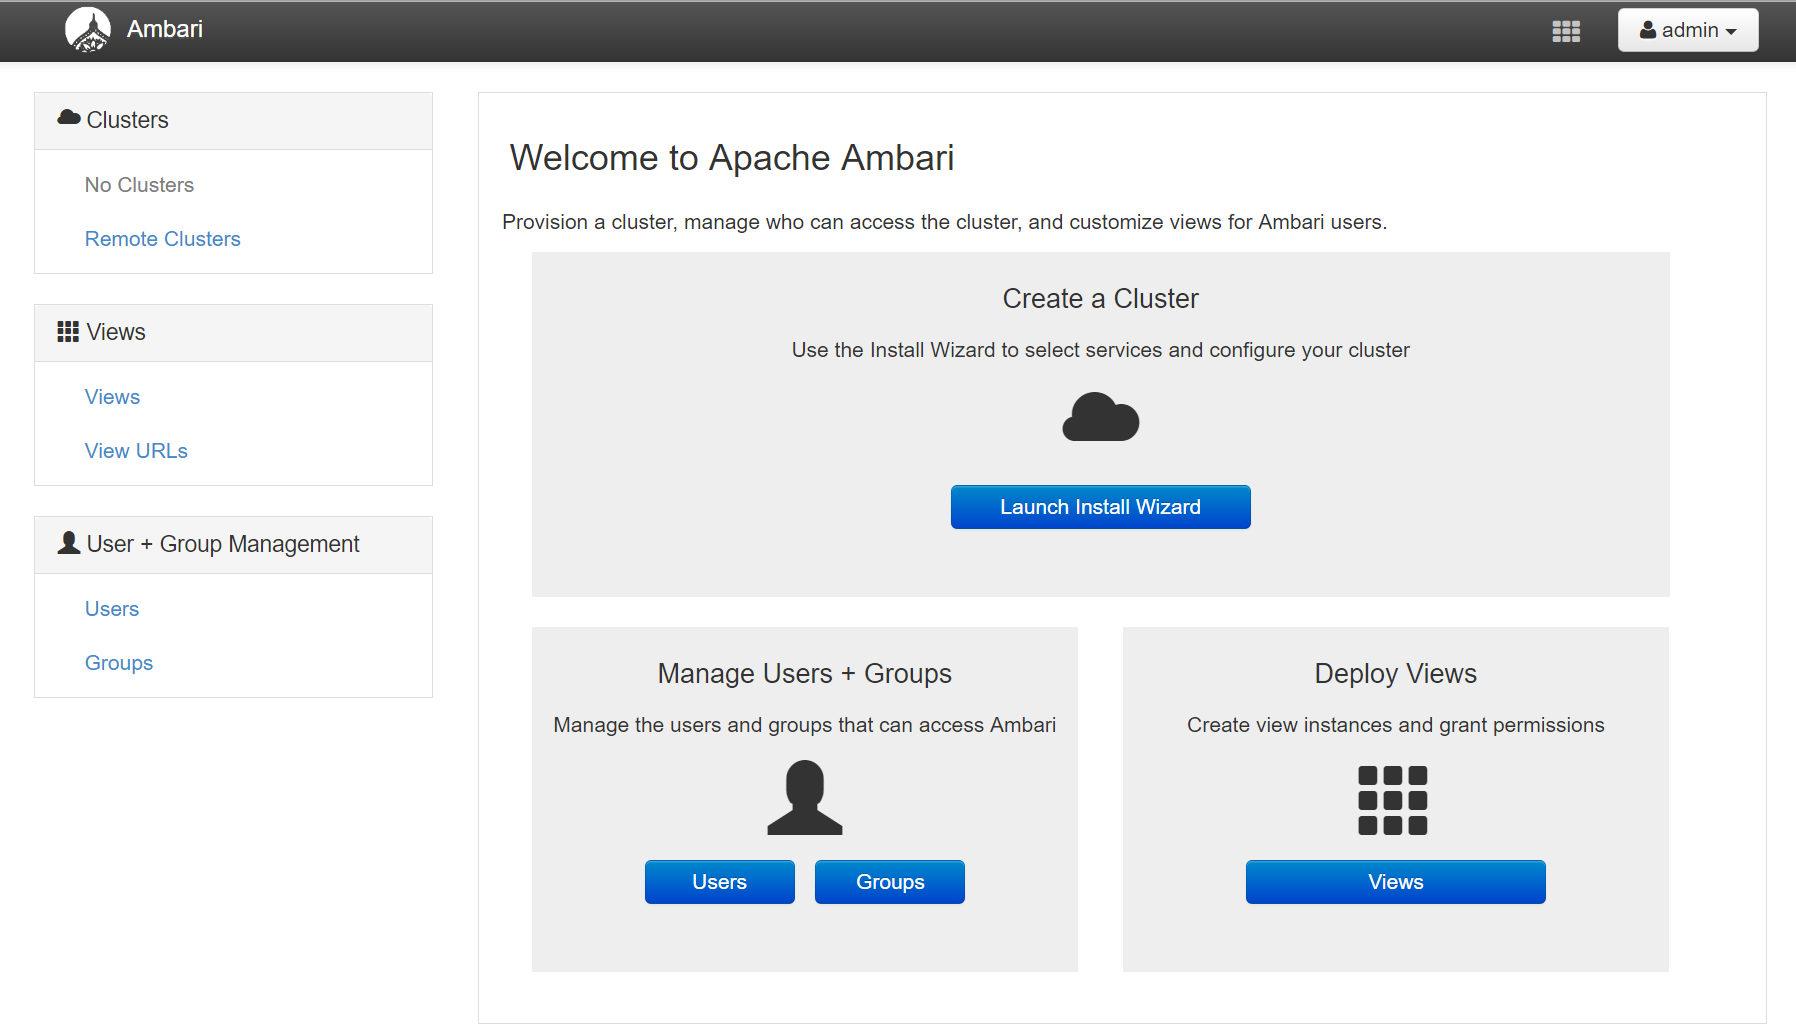 Ambari
admin
Clusters
No Clusters
Remote Clusters
Views
Views
View URLs
User + Group Management
Users
Groups
Welcome to Apache Ambari
Provision a cluster, manage who can access the cluster, and customize views for Ambari users.
Create a Cluster
Use the Install Wizard to select services and configure your cluster
Launch Install Wizard
Manage Users + Groups
Manage the users and groups that can access Ambari
Users
Groups
Deploy Views
Create view instances and grant permissions
Views